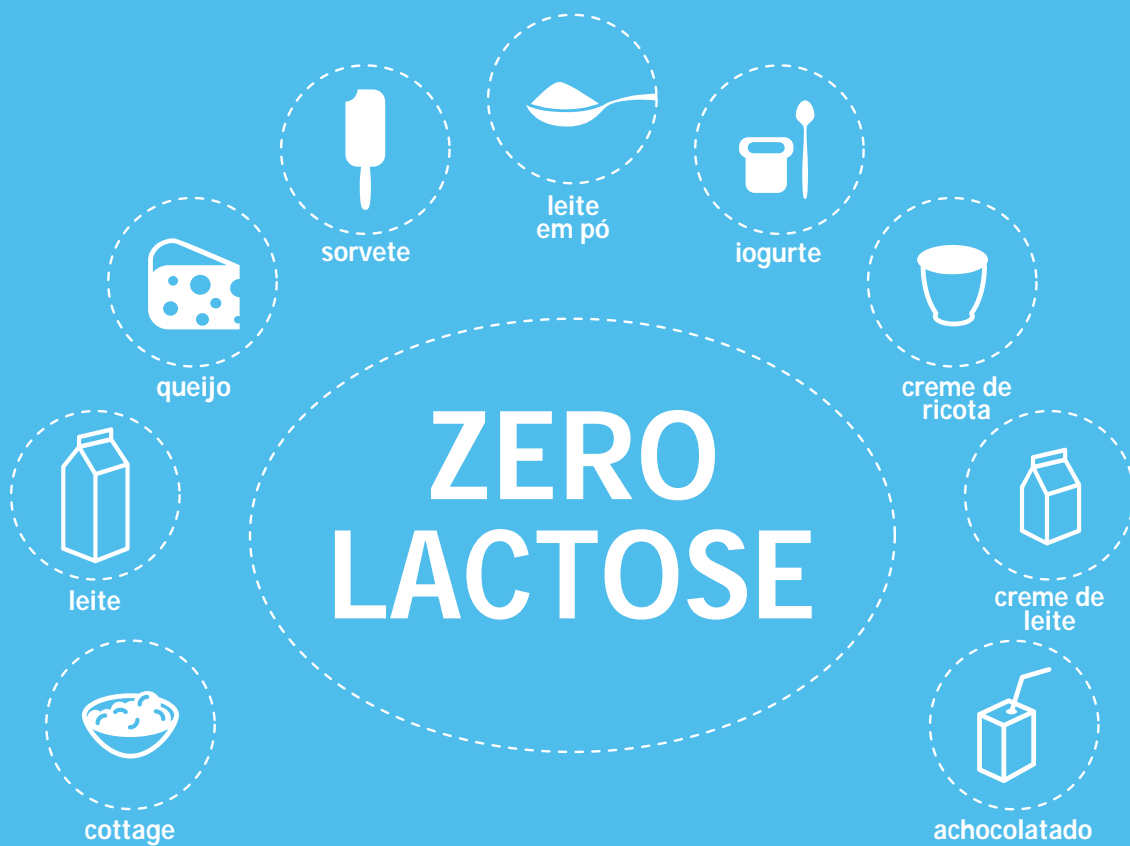 leite
em pó
sorvete
iogurte
queijo
creme de
ricota
ZERO
LACTOSE
leite
creme de
leite
cottage
achocolatado